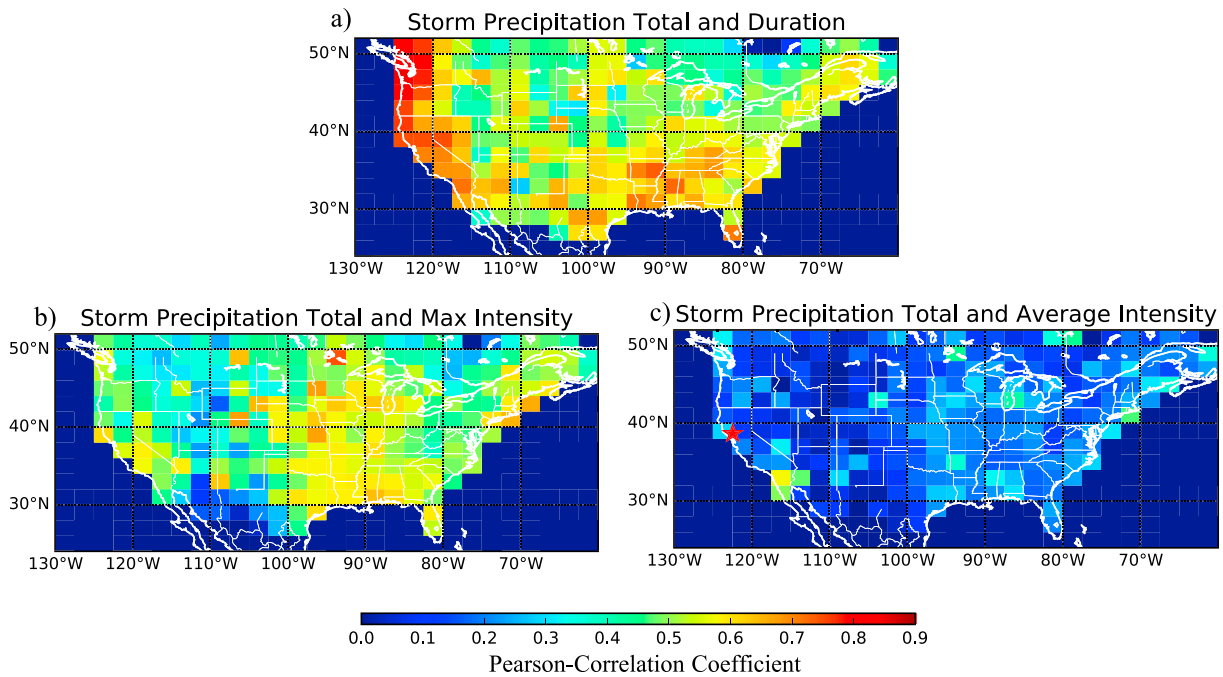 a) Storm Precipitation Total and Duration
50°N
40°N
30°N
130°W 120°W 110°W 100°W 90°W 80°W 70°W
b) Storm Precipitation Total and Max Intensity
50°N
40°N
30°N
130°W 120°W 110°W 100°W 90°W 80°W 70°W
c) Storm Precipitation Total and Average Intensity
50°N
40°N
30°N
130°W 120°W 110°W 100°W 90°W 80°W 70°W
0.0 0.1 0.2 0.3 0.4 0.5 0.6 0.7 0.8 0.9
Pearson-Correlation Coefficient